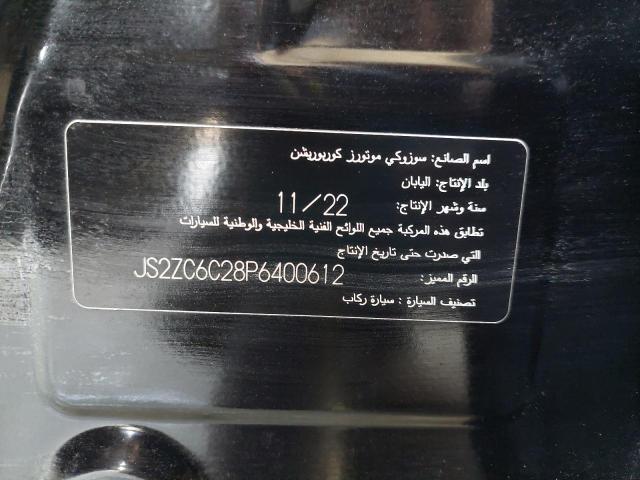 اسم الصانع: سوزوكي موتورز كوربوريشن
بلد الإنتاج: اليابان
سنة وشهر الإنتاج: 11/22
تطابق هذه المركبة جميع اللوائح الفنية الخليجية والوطنية للسيارات
التي صدرت حتى تاريخ الإنتاج
الرقم المميز: JS2ZC6C28P6400612
تصنيف السيارة : سيارة ركاب